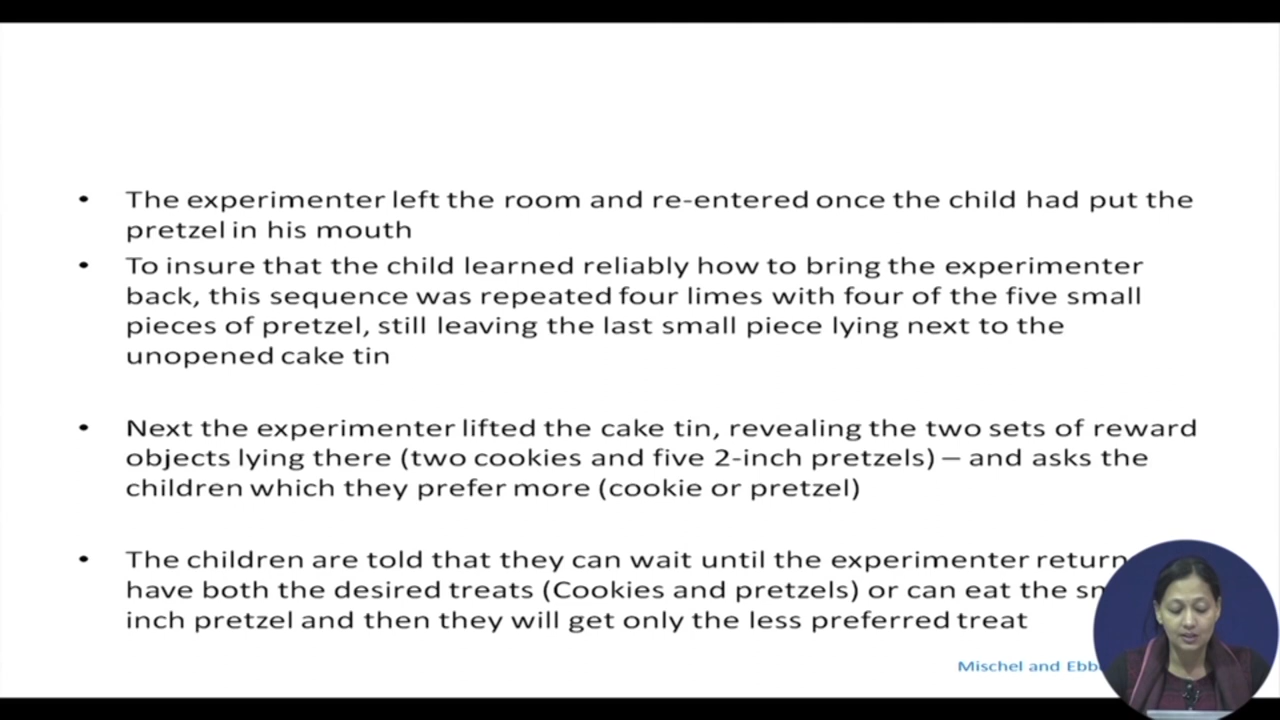 • The experimenter left the room and re-entered once the child had put the
pretzel in his mouth
• To insure that the child learned reliably how to bring the experimenter
back, this sequence was repeated four limes with four of the five small
pieces of pretzel, still leaving the last small piece lying next to the
unopened cake tin
• Next the experimenter lifted the cake tin, revealing the two sets of reward
objects lying there (two cookies and five 2-inch pretzels) – and asks the
children which they prefer more (cookie or pretzel)
• The children are told that they can wait until the experimenter return
have both the desired treats (Cookies and pretzels) or can eat the
inch pretzel and then they will get only the less preferred treat
Mischel and